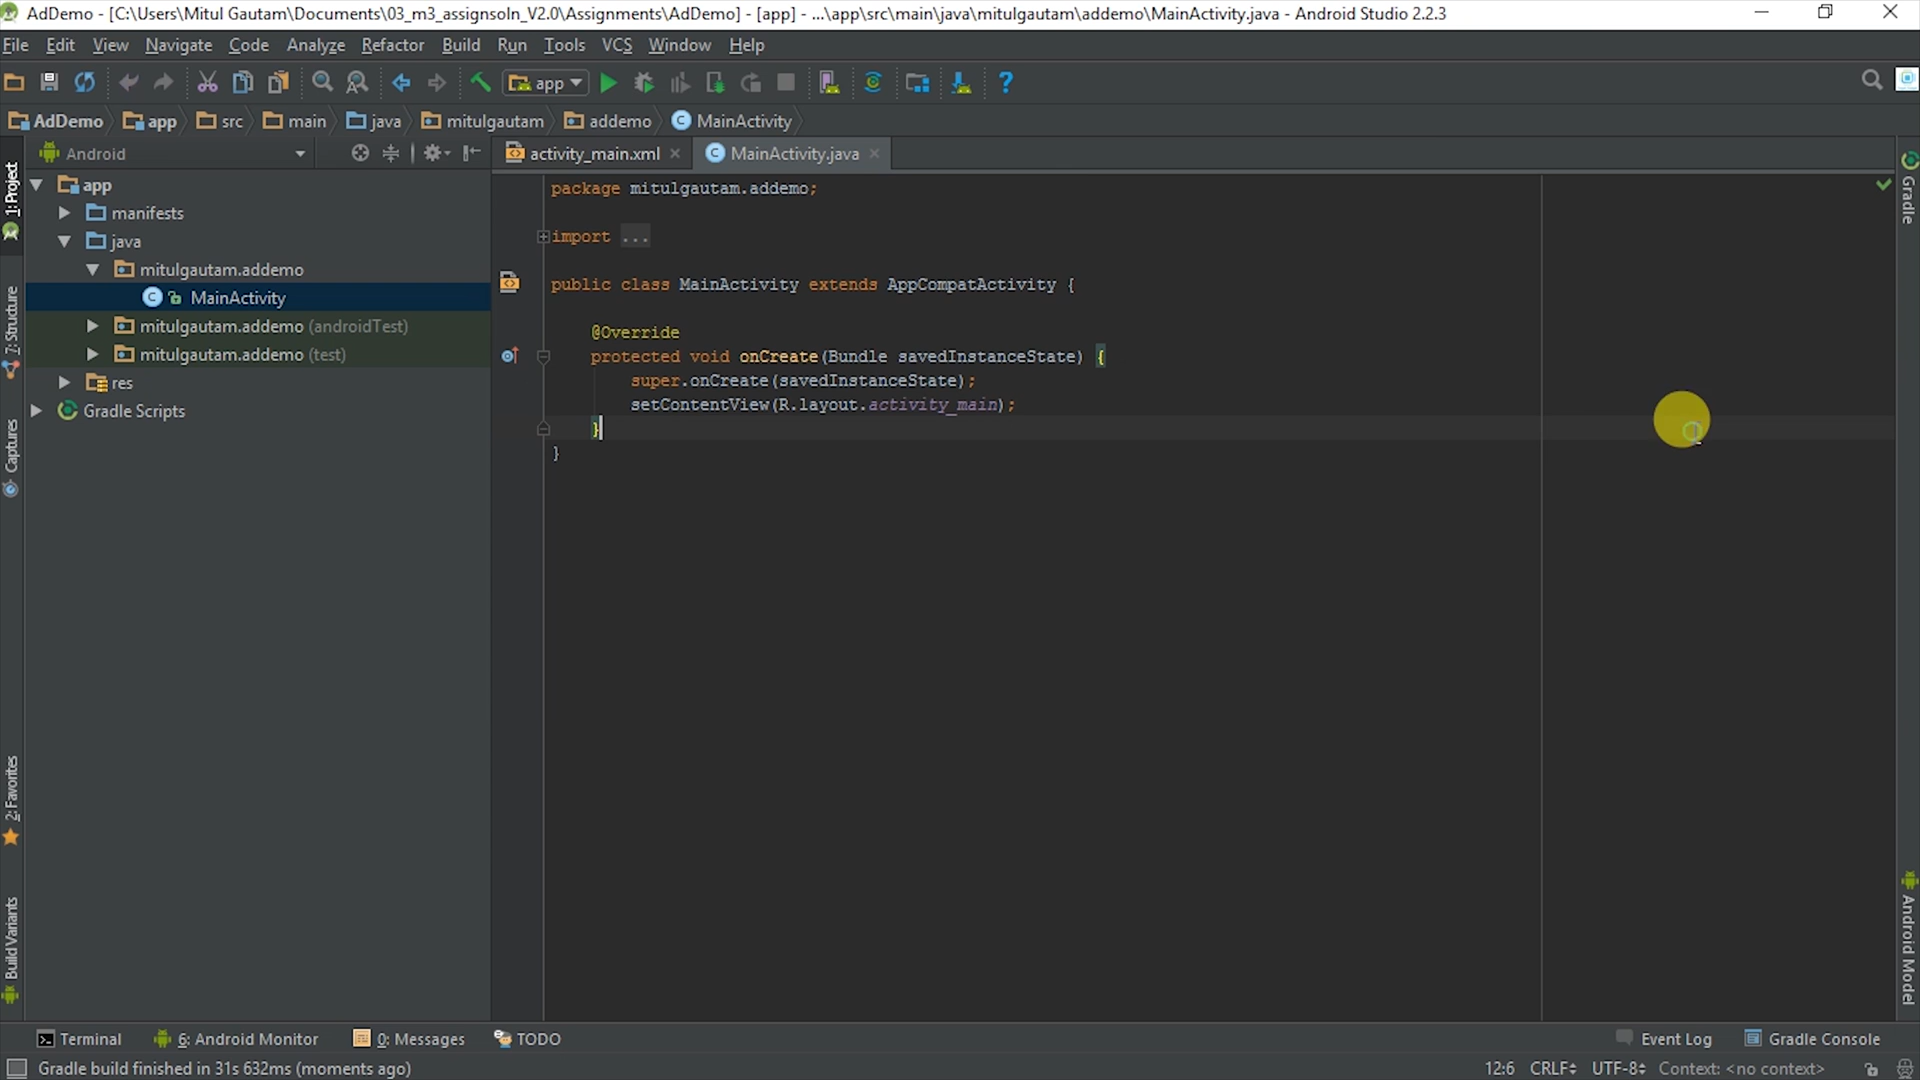 AdDemo - [C:\Users\Mitul Gautam\Documents\03_m3_assignsoln_V2.0\Assignments\AdDemo] - [app] - ...\app\src\main\java\mitulgautam\addemo\MainActivity.java - Android Studio 2.2.3
File Edit View Navigate Code Analyze Refactor Build Run Tools VCS Window Help
app
AdDemo app src main java mitulgautam addemo MainActivity
Android
activity_main.xml MainActivity.java
1: Project
7: Structure
Captures
2: Favorites
Build Variants
app
manifests
java
mitulgautam.addemo
MainActivity
mitulgautam.addemo (androidTest)
mitulgautam.addemo (test)
res
Gradle Scripts
package mitulgautam.addemo;
import ...
public class MainActivity extends AppCompatActivity {
@Override
protected void onCreate(Bundle savedInstanceState) {
super.onCreate(savedInstanceState);
setContentView(R.layout.activity_main);
}
}
Gradle
Android Model
Terminal 6: Android Monitor 0: Messages TODO Event Log Gradle Console
Gradle build finished in 31s 632ms (moments ago) 12:6 CRLF UTF-8 Context: <no context>